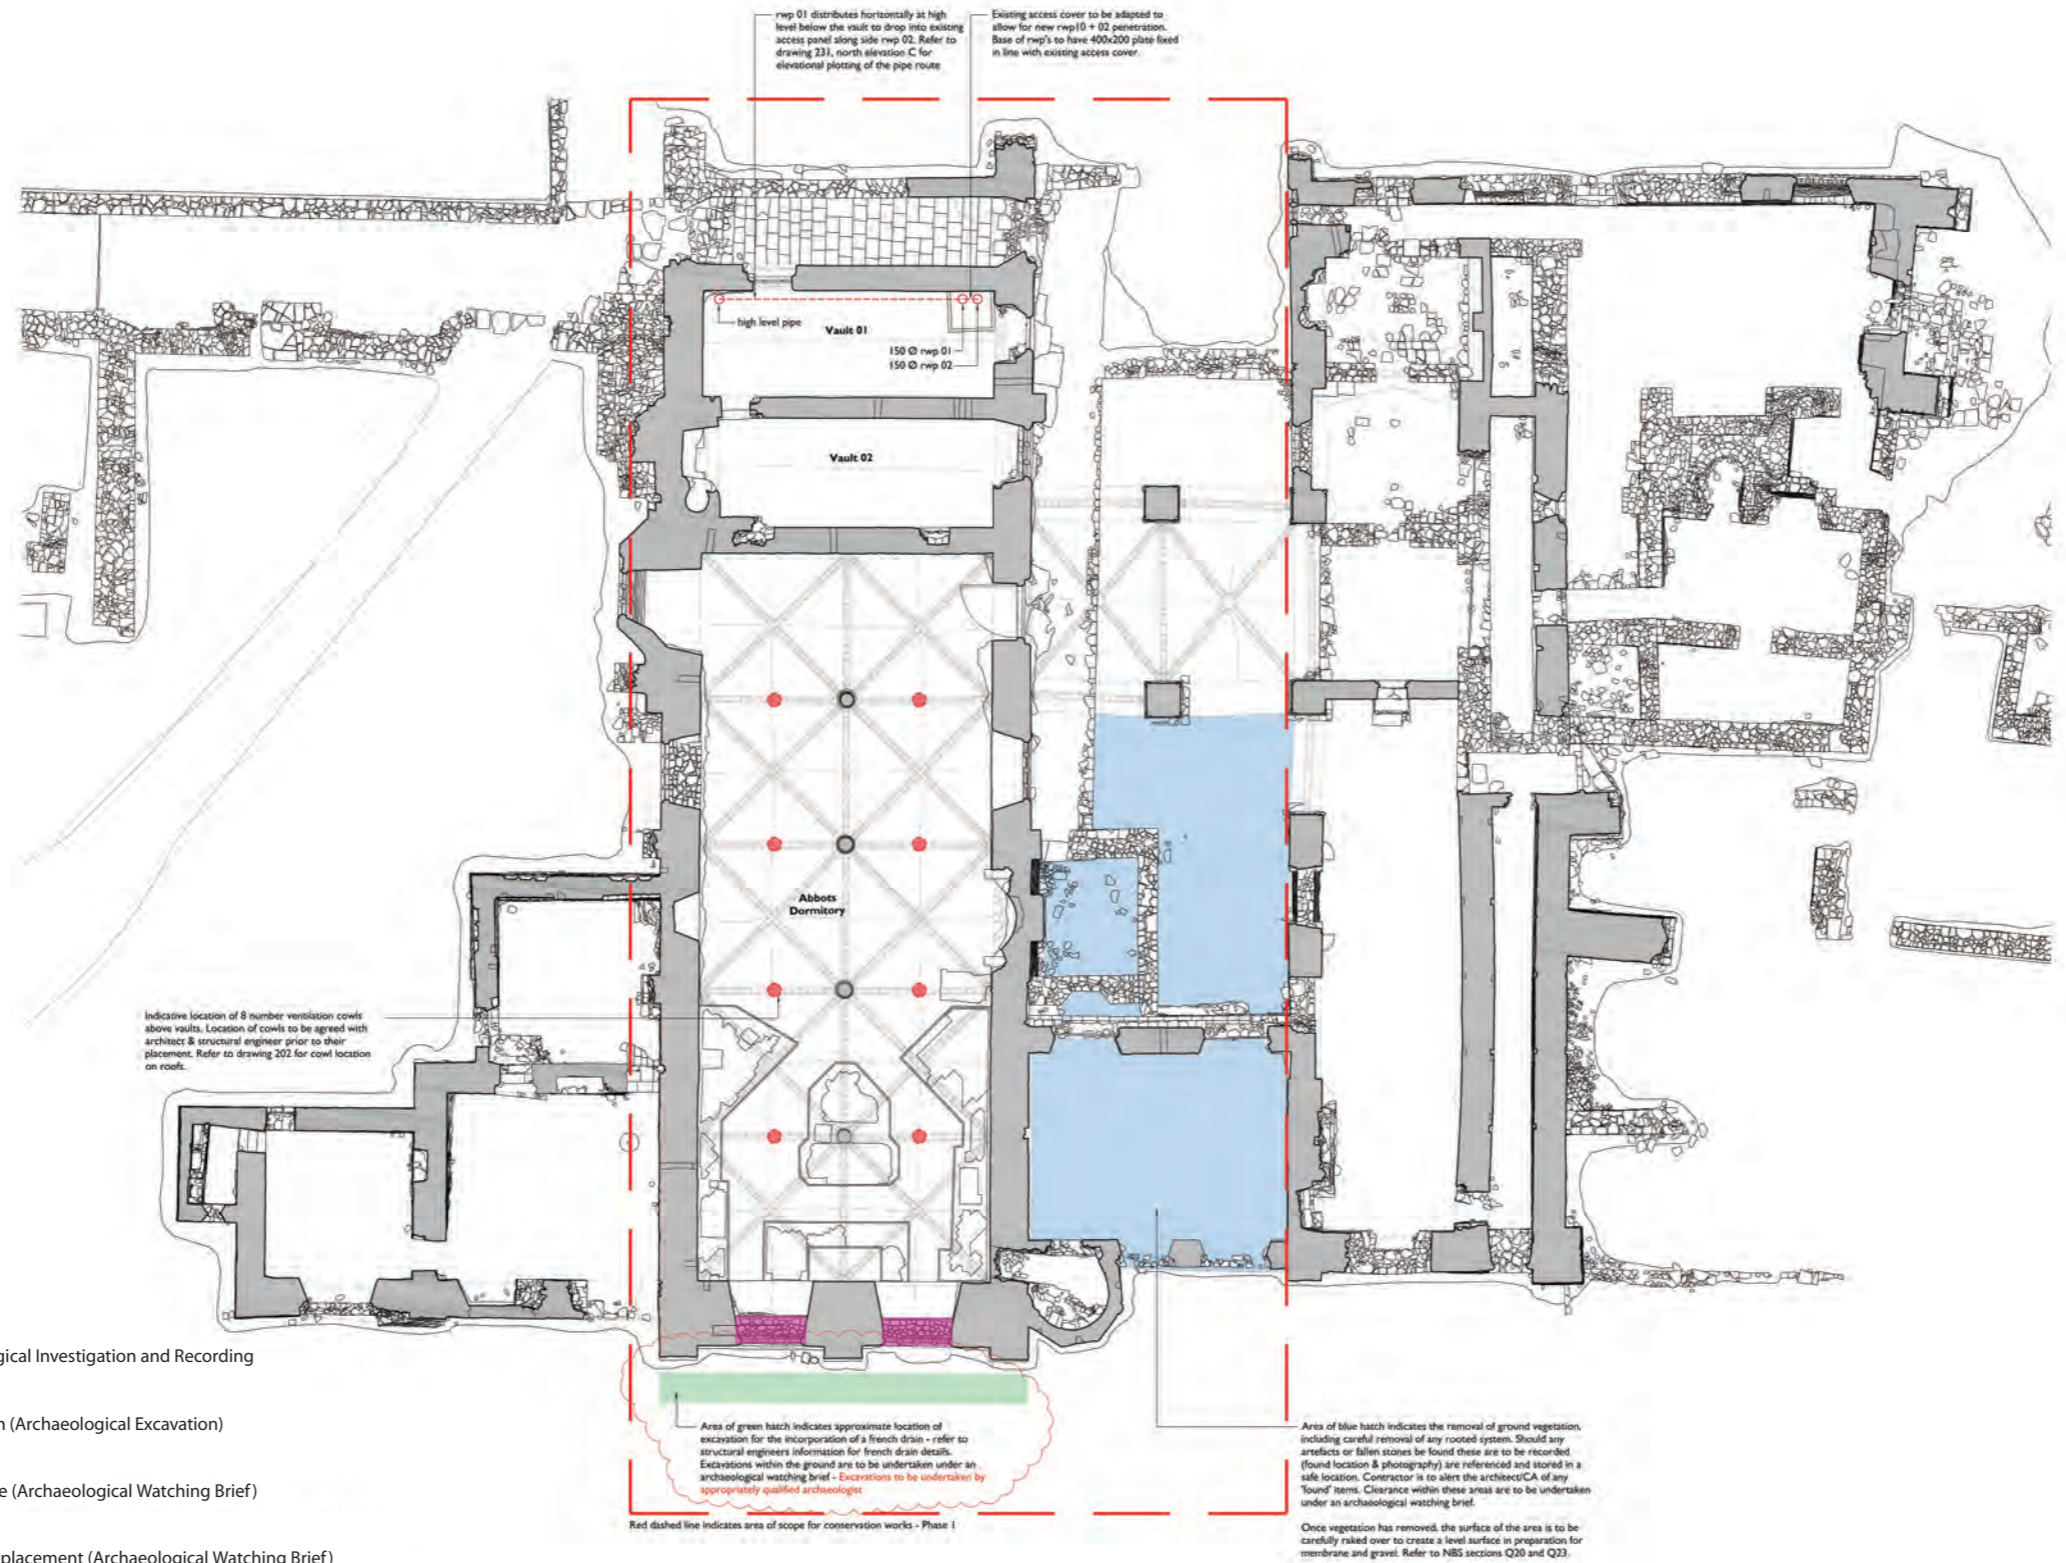 rwp 01 distributes horizontally at high
level below the vault to drop into existing
access panel along side rwp 02. Refer to
drawing 231, north elevation C for
elevational plotting of the pipe route
Existing access cover to be adapted to
allow for new rwp10 + 02 penetration.
Base of rwp's to have 400x200 plate fixed
in line with existing access cover.
high level pipe
Vault 01
150 Ø rwp 01
150 Ø rwp 02
Vault 02
Abbots
Dormitory
Indicative location of 8 number ventilation cowls
above vaults. Location of cowls to be agreed with
architect & structural engineer prior to their
placement. Refer to drawing 202 for cowl location
on roofs.
gical Investigation and Recording
n (Archaeological Excavation)
e (Archaeological Watching Brief)
placement (Archaeological Watching Brief)
Area of green hatch indicates approximate location of
excavation for the incorporation of a french drain - refer to
structural engineers information for french drain details.
Excavations within the ground are to be undertaken under an
archaeological watching brief - Excavations to be undertaken by
appropriately qualified archaeologist
Red dashed line indicates area of scope for conservation works - Phase 1
Area of blue hatch indicates the removal of ground vegetation,
including careful removal of any rooted system. Should any
artefacts or fallen stones be found these are to be recorded
(found location & photography) are referenced and stored in a
safe location. Contractor is to alert the architect/CA of any
'found' items. Clearance within these areas are to be undertaken
under an archaeological watching brief.
Once vegetation has removed, the surface of the area is to be
carefully raked over to create a level surface in preparation for
membrane and gravel. Refer to NBS sections Q20 and Q23.